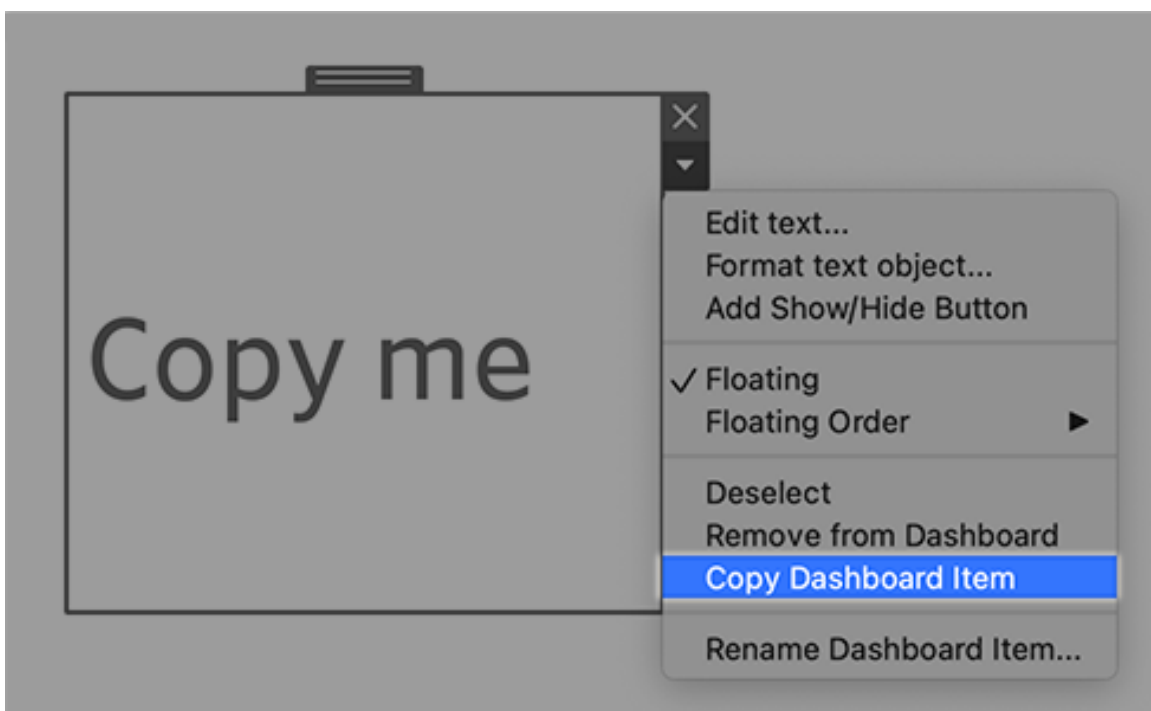 Copy me
Edit text...
Format text object...
Add Show/Hide Button
Floating
Floating Order
Deselect
Remove from Dashboard
Copy Dashboard Item
Rename Dashboard Item...